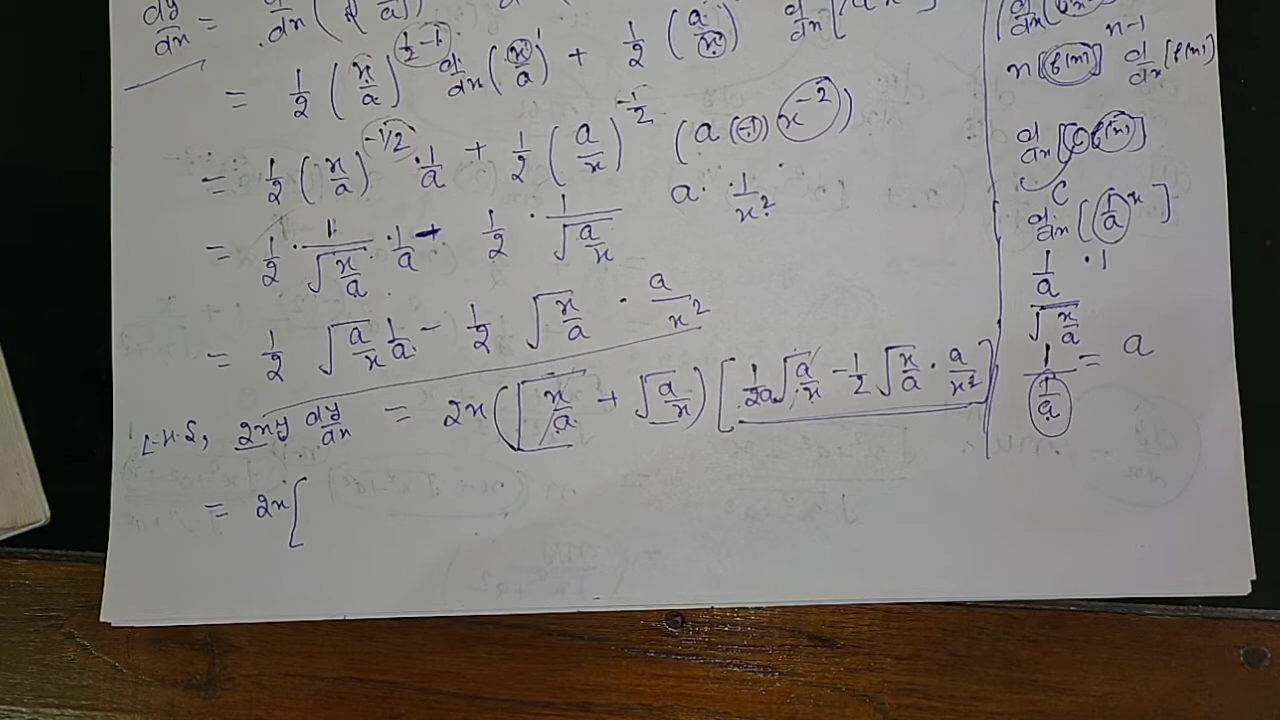 dy/dx = d/dx (
= 1/2 (x/a)^(1/2 - 1) d/dx (x/a) + 1/2 (a/x) d/dx [
= 1/2 (x/a)^(-1/2) · 1/a + 1/2 (a/x)^(-1/2) (a(-1) x^(-2))
= 1/2 · 1/√(x/a) · 1/a - 1/2 · 1/√(a/x) a · 1/x²
= 1/2 √(a/x) 1/a - 1/2 √(x/a) · a/x²
L.H.S, 2xy dy/dx = 2x (√(x/a) + √(a/x)) [1/2a √(a/x) - 1/2 √(x/a) · a/x²]
= 2x [
n-1
n [f(x)] d/dx [f(x)]
d/dx [c f(x)]
c
d/dx [(1/a) x]
1/a · 1
√(x/a)
1/(1/a) = a